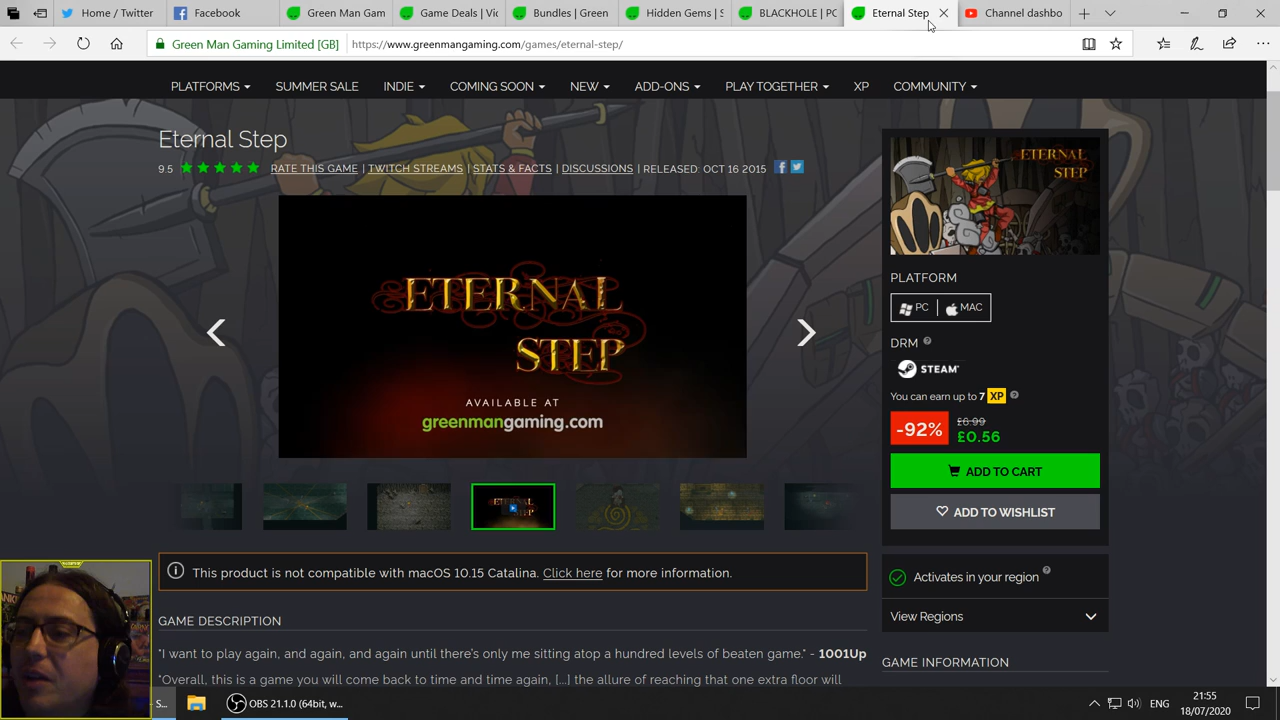 Home / Twitter
Facebook
Green Man Gam
Game Deals | Vic
Bundles | Green
Hidden Gems | S
BLACKHOLE | PC
Eternal Step
Channel dashbo
Green Man Gaming Limited [GB]
https://www.greenmangaming.com/games/eternal-step/
PLATFORMS
SUMMER SALE
INDIE
COMING SOON
NEW
ADD-ONS
PLAY TOGETHER
XP
COMMUNITY
Eternal Step
9.5
RATE THIS GAME | TWITCH STREAMS | STATS & FACTS | DISCUSSIONS | RELEASED: OCT 16 2015
ETERNAL
STEP
AVAILABLE AT
greenmangaming.com
ETERNAL
STEP
PLATFORM
PC | MAC
DRM
STEAM
You can earn up to 7 XP
-92%
£6.99
£0.56
ADD TO CART
ADD TO WISHLIST
Activates in your region
View Regions
GAME INFORMATION
This product is not compatible with macOS 10.15 Catalina. Click here for more information.
GAME DESCRIPTION
"I want to play again, and again, and again until there's only me sitting atop a hundred levels of beaten game." - 1001Up
"Overall, this is a game you will come back to time and time again, [...] the allure of reaching that one extra floor will
S...
OBS 21.1.0 (64bit, w...
ENG
21:55
18/07/2020